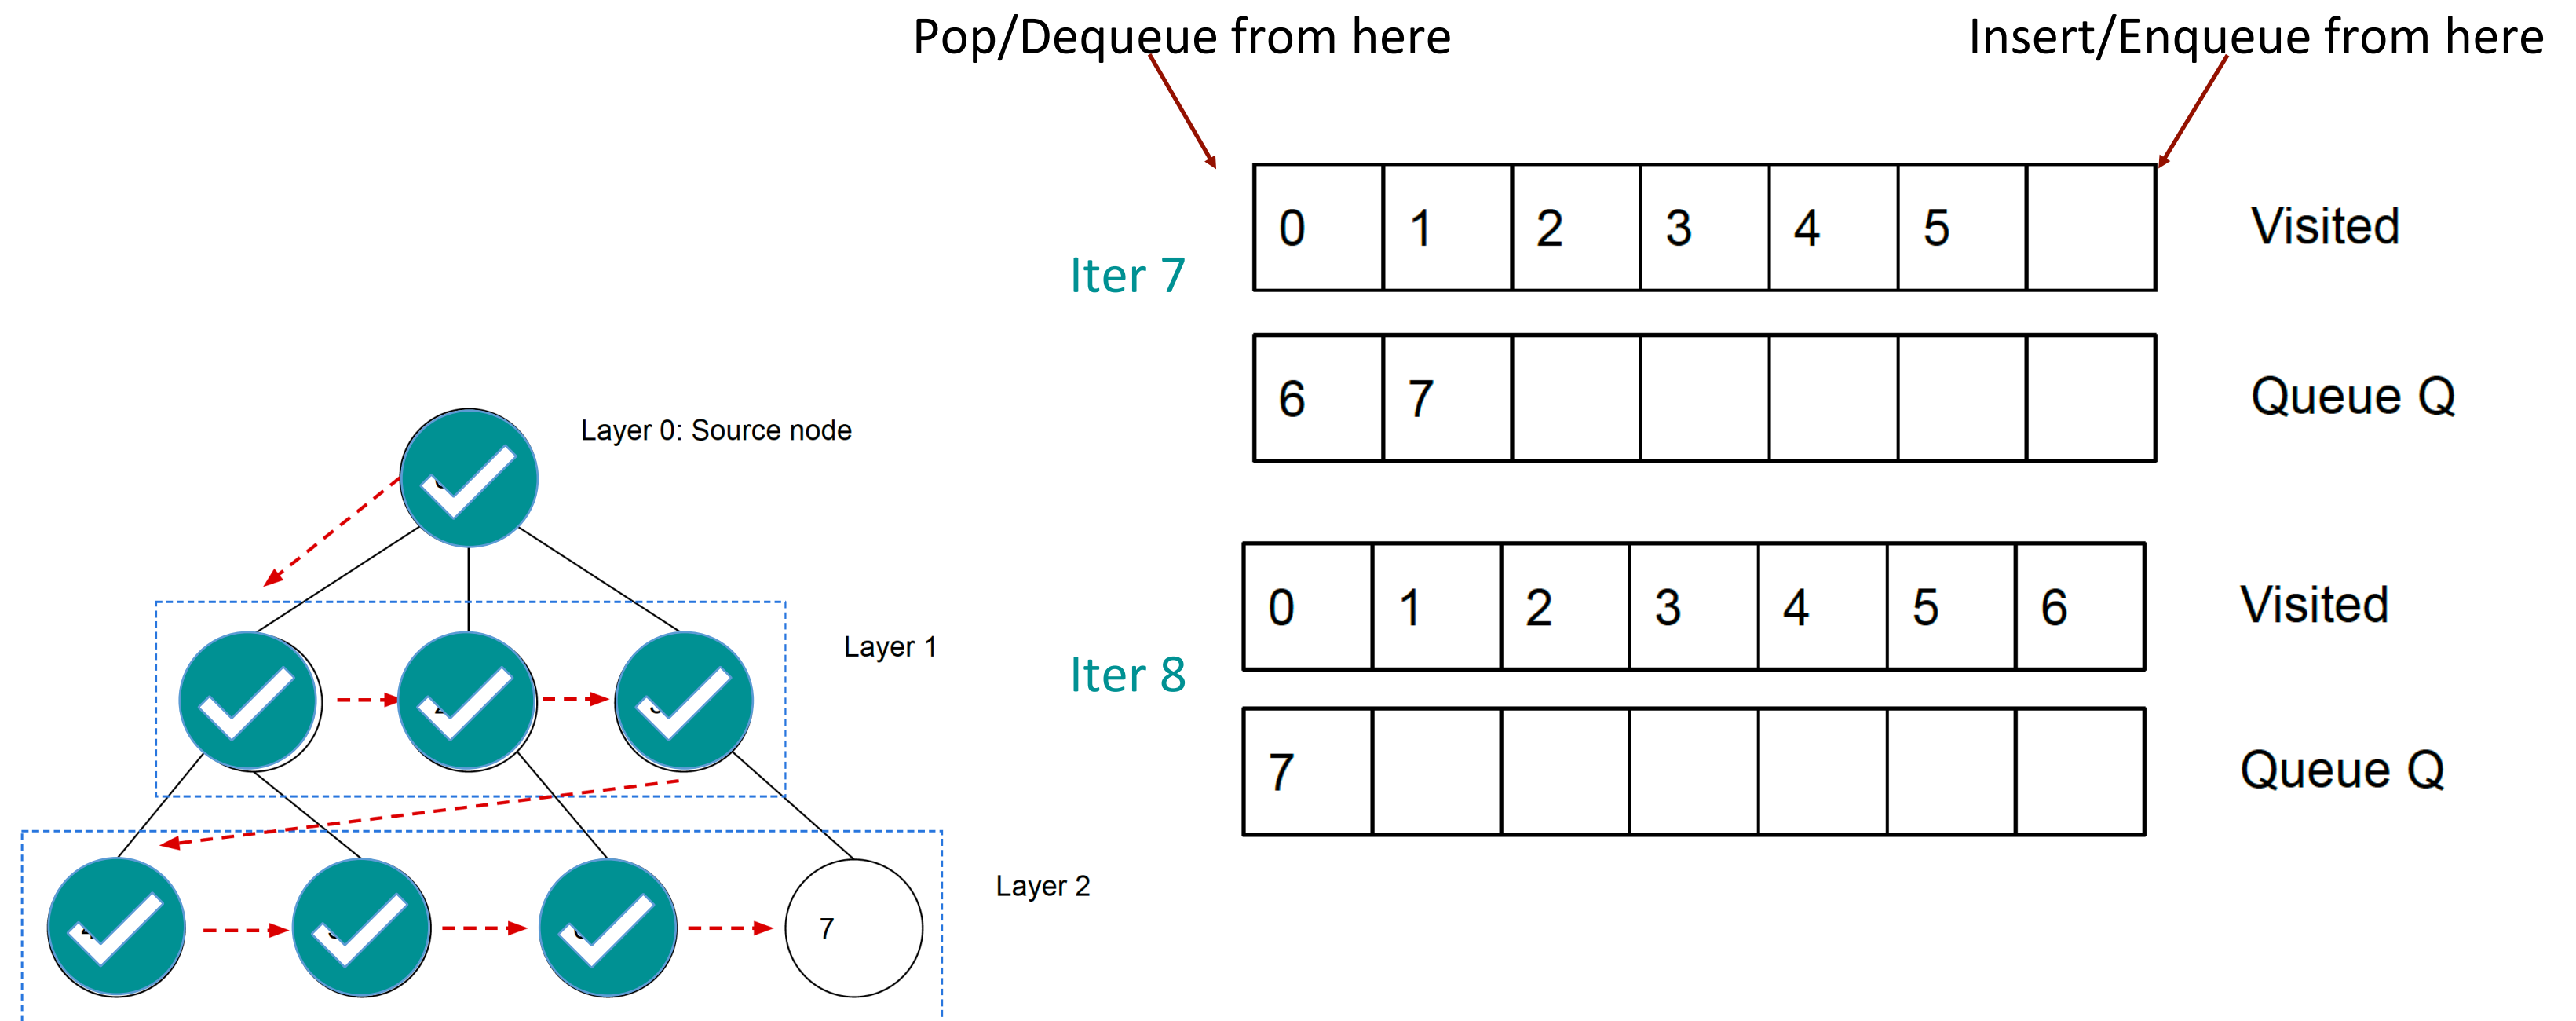 Pop/Dequeue from here
Insert/Enqueue from here
0 1 2 3 4 5
Visited
Iter 7
6 7
Queue Q
Layer 0: Source node
0 1 2 3 4 5 6
Visited
Layer 1
Iter 8
7
Queue Q
Layer 2
7